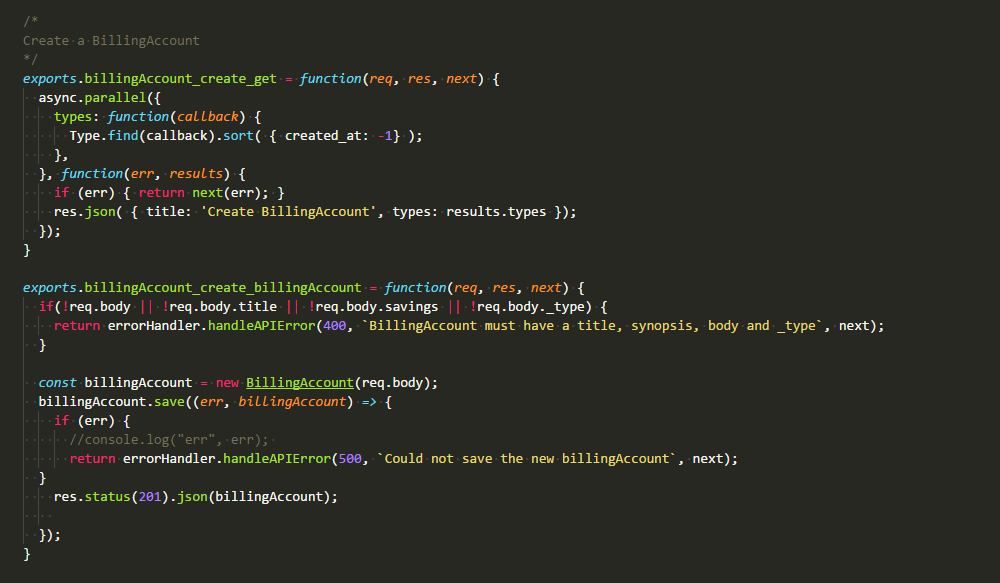 /*
Create a BillingAccount
*/
exports.billingAccount_create_get = function(req, res, next) {
  async.parallel({
    types: function(callback) {
      Type.find(callback).sort( { created_at: -1} );
    },
  }, function(err, results) {
    if (err) { return next(err); }
    res.json( { title: 'Create BillingAccount', types: results.types });
  });
}

exports.billingAccount_create_billingAccount = function(req, res, next) {
  if(!req.body || !req.body.title || !req.body.savings || !req.body._type) {
    return errorHandler.handleAPIError(400, `BillingAccount must have a title, synopsis, body and _type`, next);
  }

  const billingAccount = new BillingAccount(req.body);
  billingAccount.save((err, billingAccount) => {
    if (err) {
      //console.log("err", err);
      return errorHandler.handleAPIError(500, `Could not save the new billingAccount`, next);
  }
    res.status(201).json(billingAccount);

  });
}